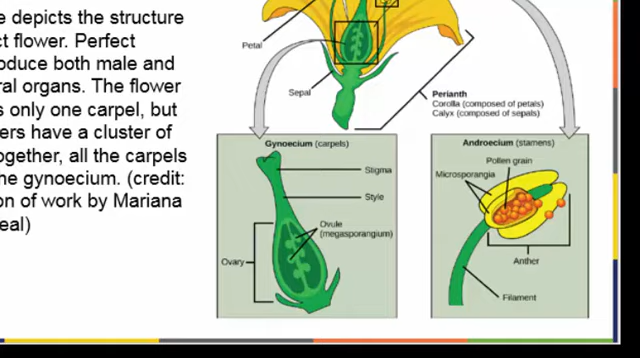 e depicts the structure
ct flower. Perfect
oduce both male and
ral organs. The flower
s only one carpel, but
ers have a cluster of
ogether, all the carpels
he gynoecium. (credit:
on of work by Mariana
eal)
Petal
Sepal
Perianth
Corolla (composed of petals)
Calyx (composed of sepals)
Gynoecium (carpels)
Stigma
Style
Ovule
(megasporangium)
Ovary
Androecium (stamens)
Pollen grain
Microsporangia
Anther
Filament